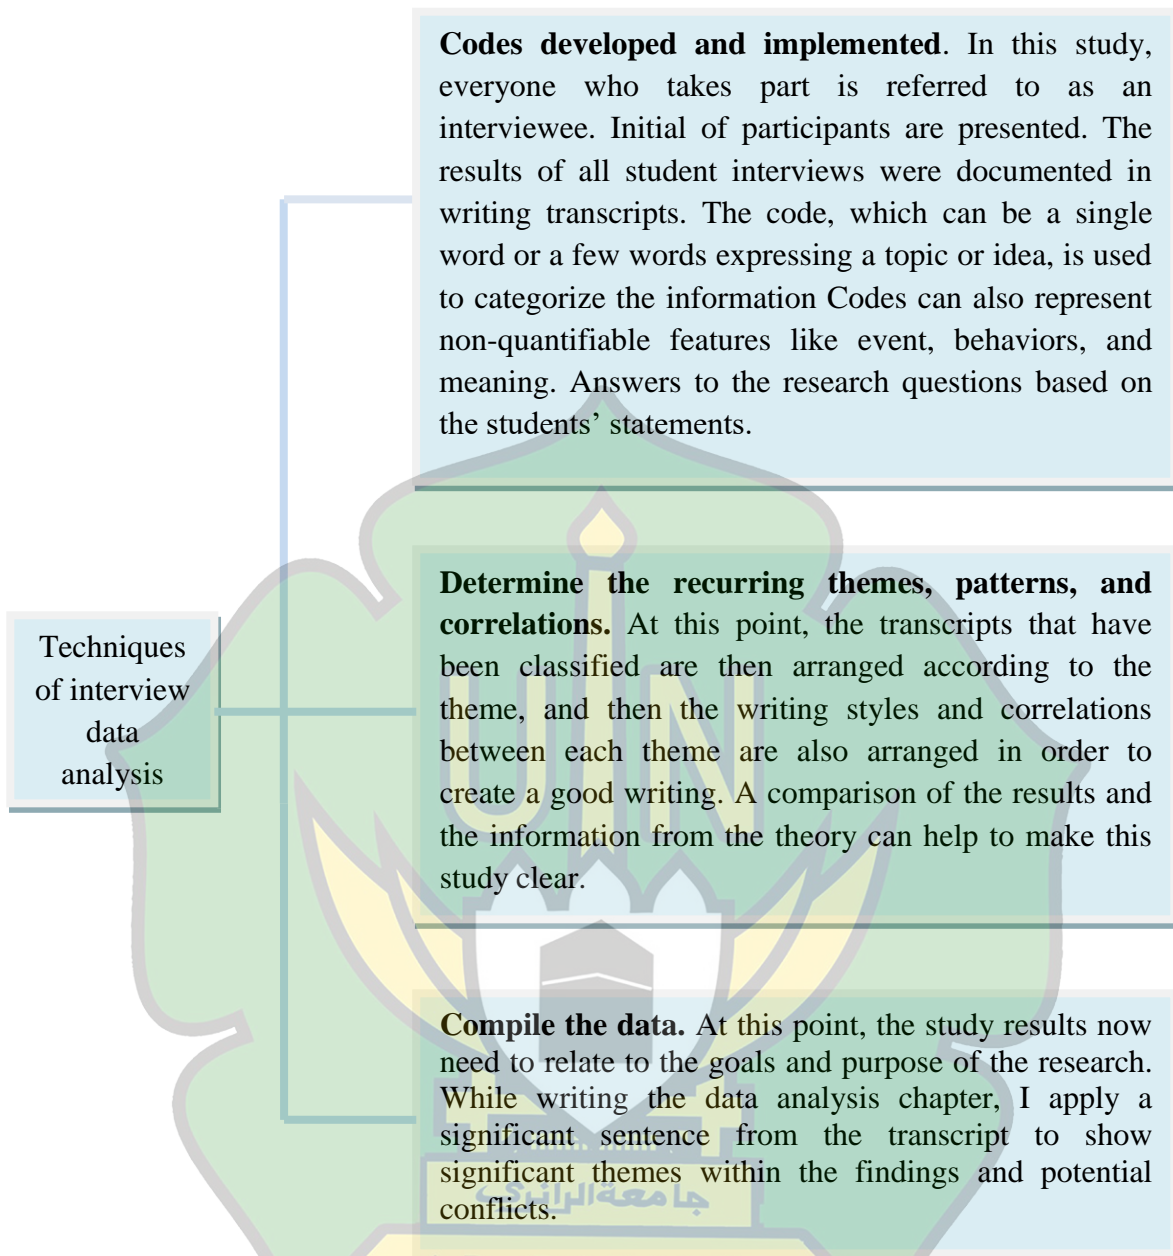 Codes developed and implemented. In this study,
everyone who takes part is referred to as an
interviewee. Initial of participants are presented. The
results of all student interviews were documented in
writing transcripts. The code, which can be a single
word or a few words expressing a topic or idea, is used
to categorize the information Codes can also represent
non-quantifiable features like event, behaviors, and
meaning. Answers to the research questions based on
the students’ statements.
Techniques
of interview
data
analysis
Determine the recurring themes, patterns, and
correlations. At this point, the transcripts that have
been classified are then arranged according to the
theme, and then the writing styles and correlations
between each theme are also arranged in order to
create a good writing. A comparison of the results and
the information from the theory can help to make this
study clear.
UIN
Compile the data. At this point, the study results now
need to relate to the goals and purpose of the research.
While writing the data analysis chapter, I apply a
significant sentence from the transcript to show
significant themes within the findings and potential
conflicts.
جامعةالرانري